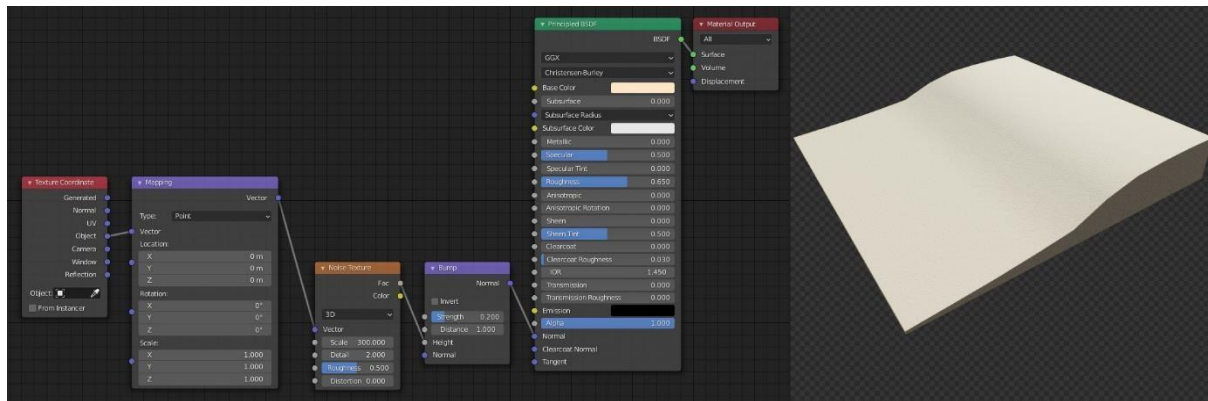 Texture Coordinate
Generated
Normal
UV
Object
Camera
Window
Reflection
Object:
From Instancer
Mapping
Vector
Type: Point
Vector
Location:
X 0 m
Y 0 m
Z 0 m
Rotation:
X 0°
Y 0°
Z 0°
Scale:
X 1.000
Y 1.000
Z 1.000
Noise Texture
Fac
Color
3D
Vector
Scale 300.000
Detail 2.000
Roughness 0.500
Distortion 0.000
Bump
Normal
Invert
Strength 0.200
Distance 1.000
Height
Normal
Principled BSDF
BSDF
GGX
Christensen-Burley
Base Color
Subsurface 0.000
Subsurface Radius
Subsurface Color
Metallic 0.000
Specular 0.500
Specular Tint 0.000
Roughness 0.650
Anisotropic 0.000
Anisotropic Rotation 0.000
Sheen 0.000
Sheen Tint 0.500
Clearcoat 0.000
Clearcoat Roughness 0.030
IOR 1.450
Transmission 0.000
Transmission Roughness 0.000
Emission
Alpha 1.000
Normal
Clearcoat Normal
Tangent
Material Output
All
Surface
Volume
Displacement